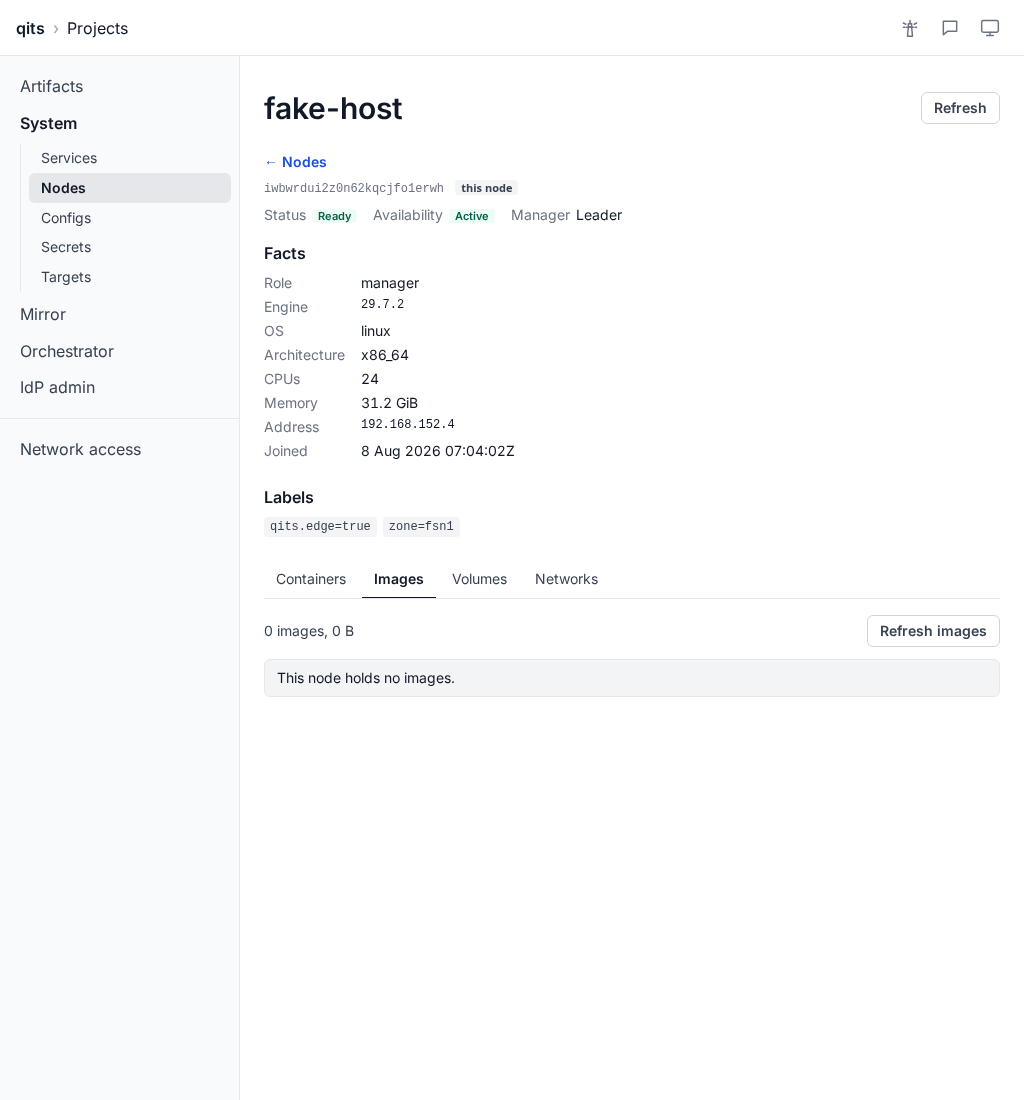 qits › Projects
Artifacts
System
Services
Nodes
Configs
Secrets
Targets
Mirror
Orchestrator
IdP admin
Network access
fake-host
Refresh
← Nodes
iwbwrdui2z0n62kqcjfo1erwh this node
Status Ready Availability Active Manager Leader
Facts
Role manager
Engine 29.7.2
OS linux
Architecture x86_64
CPUs 24
Memory 31.2 GiB
Address 192.168.152.4
Joined 8 Aug 2026 07:04:02Z
Labels
qits.edge=true zone=fsn1
Containers Images Volumes Networks
0 images, 0 B
Refresh images
This node holds no images.